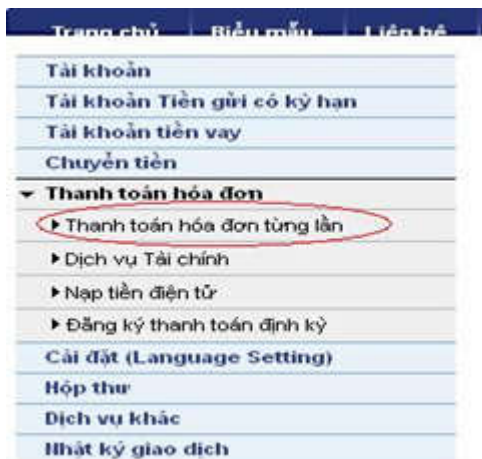 Trang chủ Biểu mẫu Liên hệ
Tài khoản
Tài khoản Tiền gửi có kỳ hạn
Tài khoản tiền vay
Chuyển tiền
Thanh toán hóa đơn
Thanh toán hóa đơn từng lần
Dịch vụ Tài chính
Nạp tiền điện tử
Đăng ký thanh toán định kỳ
Cài đặt (Language Setting)
Hộp thư
Dịch vụ khác
Nhật ký giao dịch